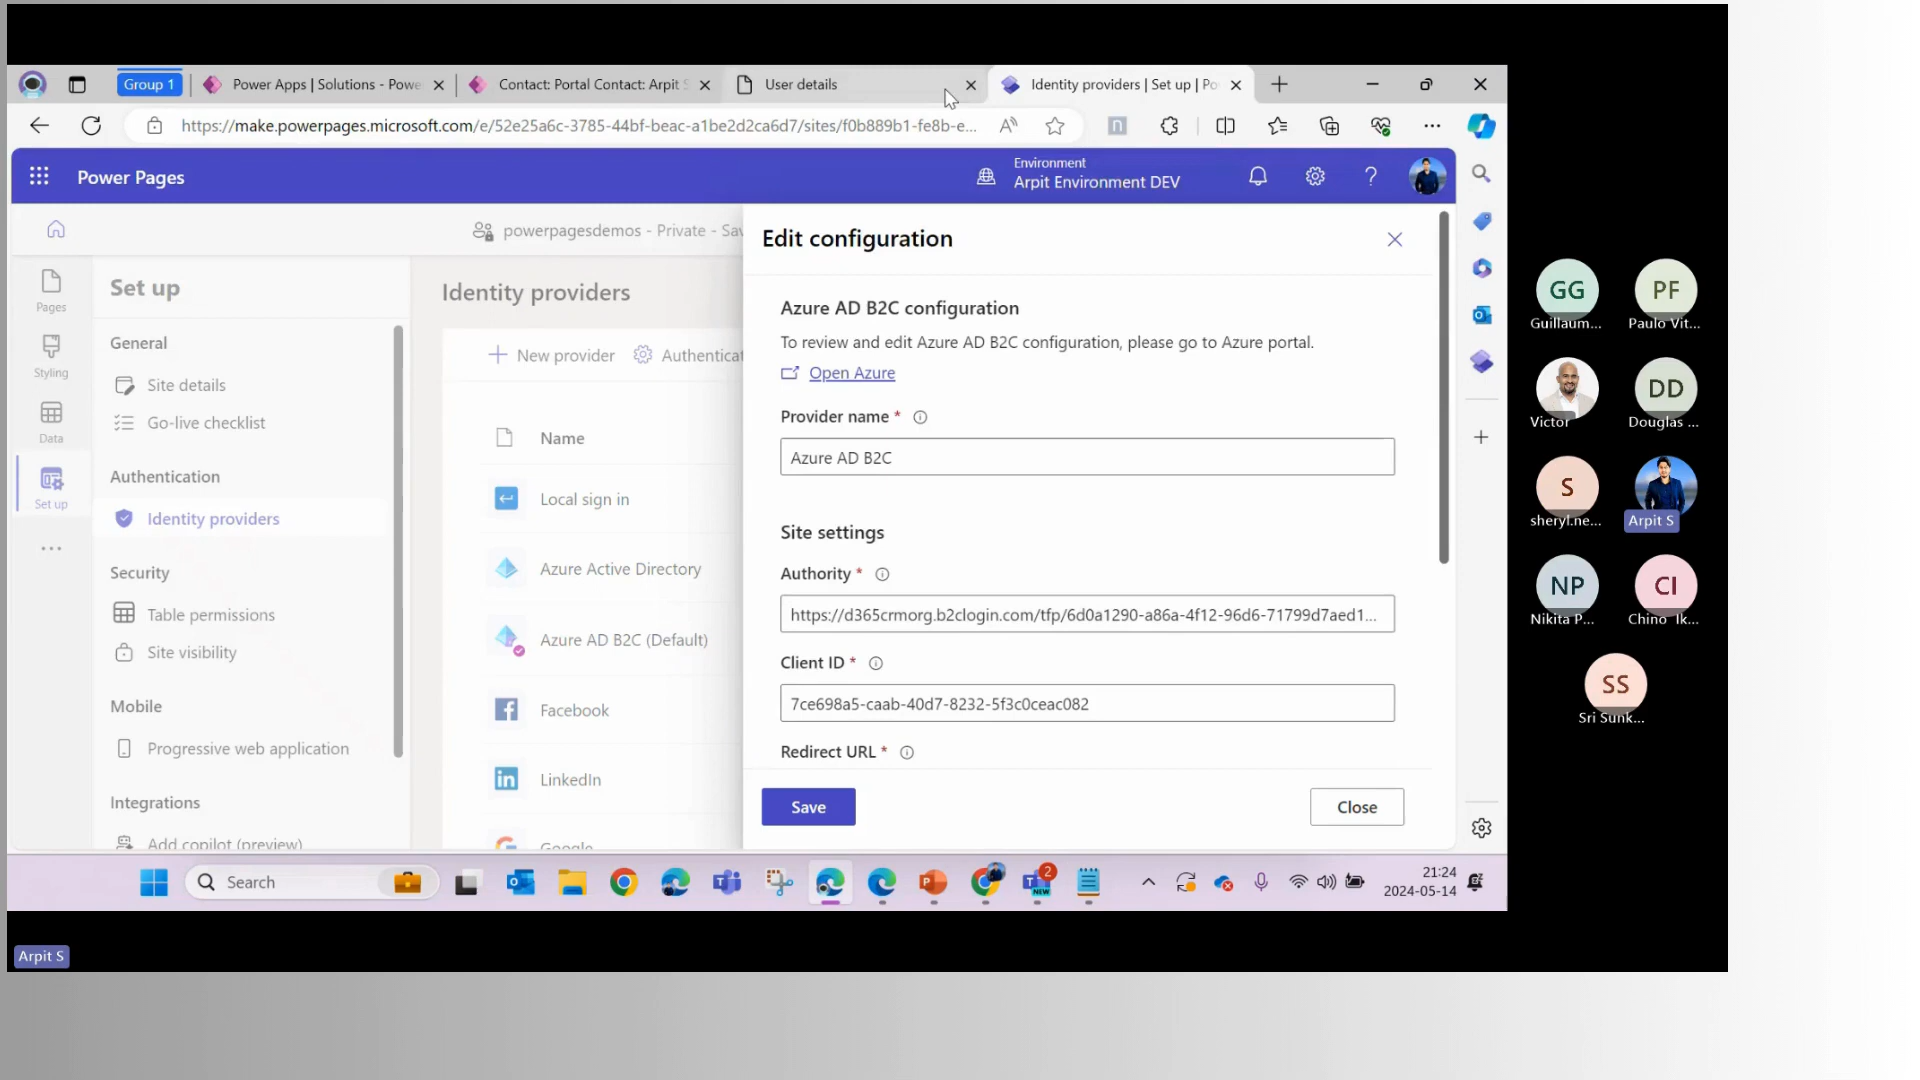 Group 1
Power Apps | Solutions - Powe
Contact: Portal Contact: Arpit S
User details
Identity providers | Set up | Po
https://make.powerpages.microsoft.com/e/52e25a6c-3785-44bf-beac-a1be2d2ca6d7/sites/f0b889b1-fe8b-e...
Power Pages
Environment
Arpit Environment DEV
powerpagesdemos - Private - Sav
Pages
Styling
Data
Set up
Set up
General
Site details
Go-live checklist
Authentication
Identity providers
Security
Table permissions
Site visibility
Mobile
Progressive web application
Integrations
Add copilot (preview)
Identity providers
New provider
Authenticat
Name
Local sign in
Azure Active Directory
Azure AD B2C (Default)
Facebook
LinkedIn
Google
Edit configuration
Azure AD B2C configuration
To review and edit Azure AD B2C configuration, please go to Azure portal.
Open Azure
Provider name *
Azure AD B2C
Site settings
Authority *
https://d365crmorg.b2clogin.com/tfp/6d0a1290-a86a-4f12-96d6-71799d7aed1...
Client ID *
7ce698a5-caab-40d7-8232-5f3c0ceac082
Redirect URL *
Save
Close
Search
2
NEW
21:24
2024-05-14
GG
Guillaum...
PF
Paulo Vit...
Victor
DD
Douglas ...
S
sheryl.ne...
Arpit S
NP
Nikita P...
CI
Chino Ik...
SS
Sri Sunk...
Arpit S